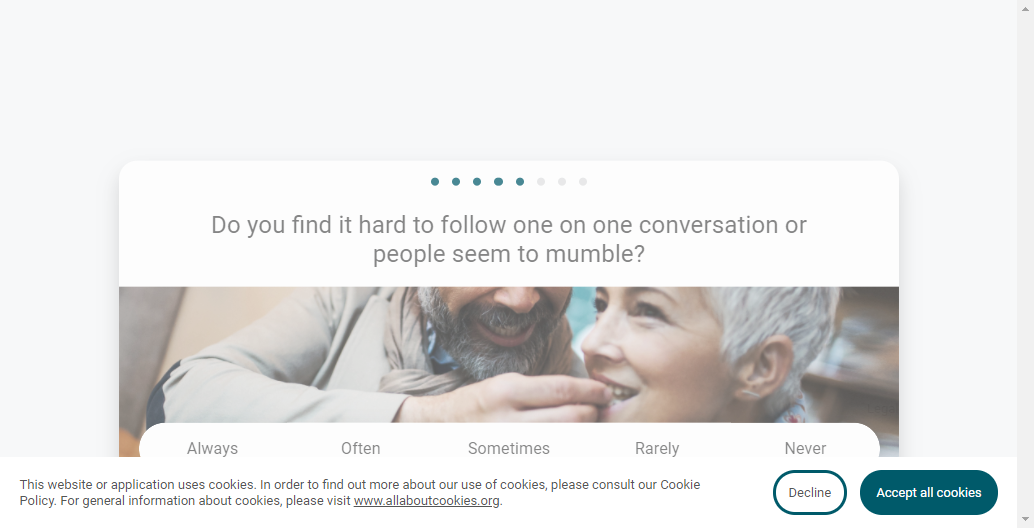 Do you find it hard to follow one on one conversation or
people seem to mumble?
Always Often Sometimes Rarely Never
This website or application uses cookies. In order to find out more about our use of cookies, please consult our Cookie
Policy. For general information about cookies, please visit www.allaboutcookies.org.
Decline
Accept all cookies